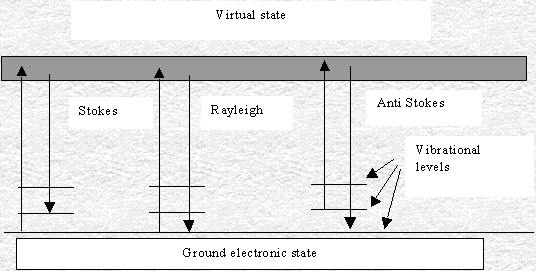 Virtual state
Stokes
Rayleigh
Anti Stokes
Vibrational
levels
Ground electronic state